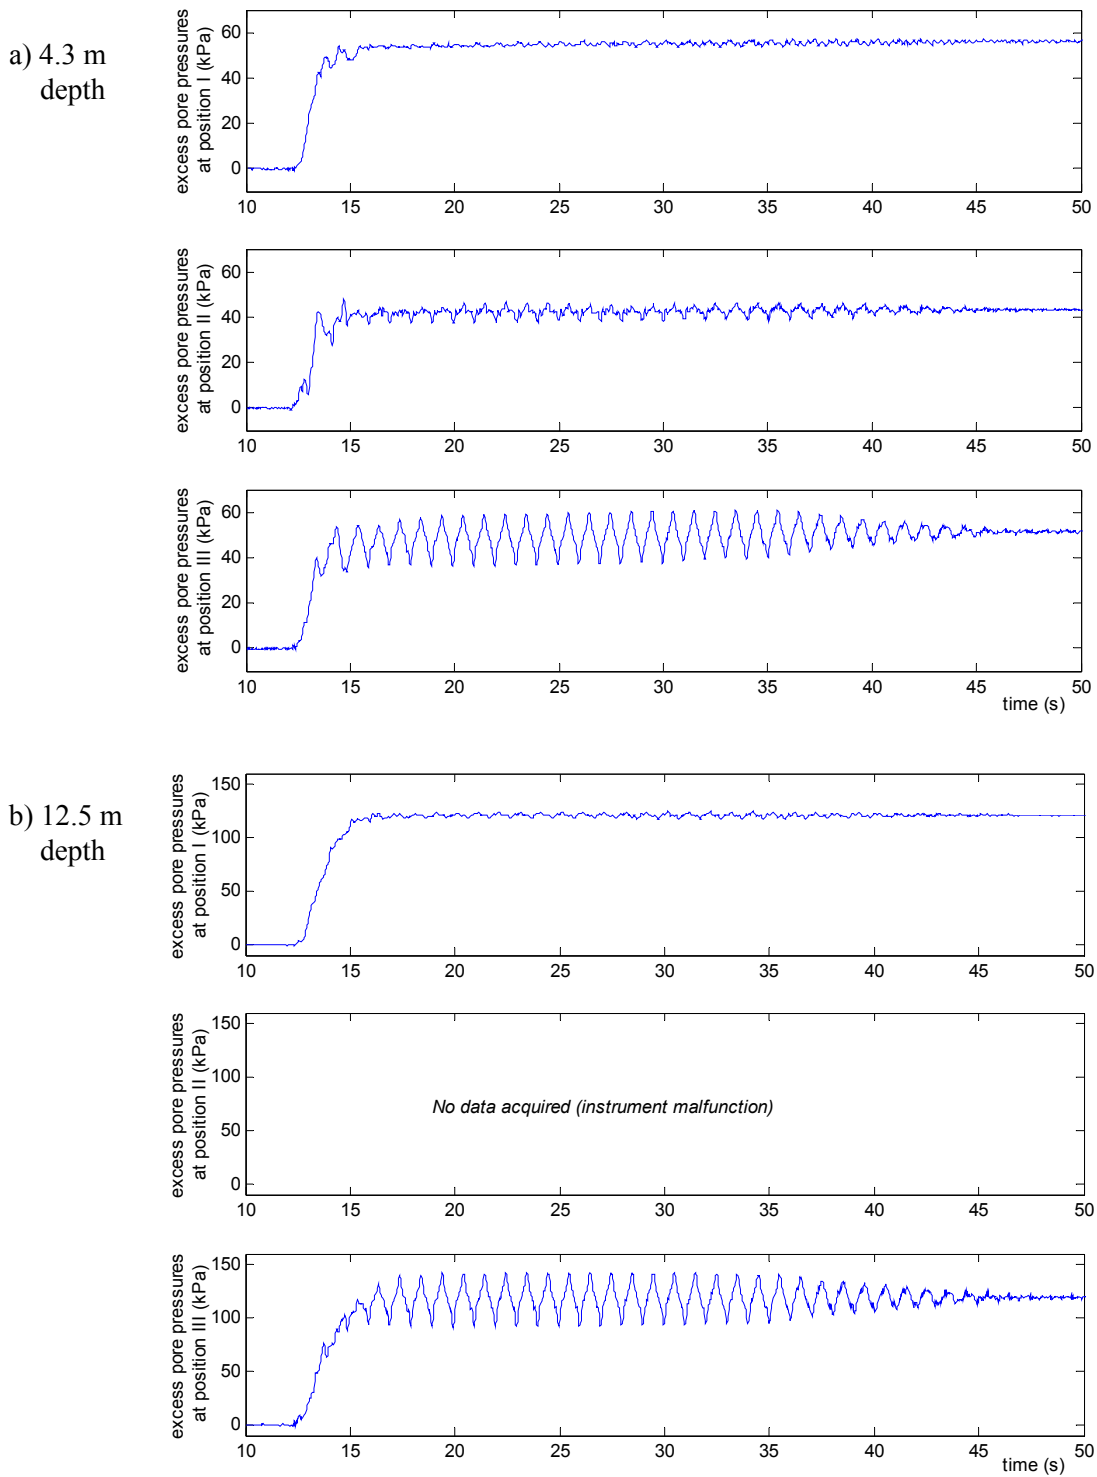 a) 4.3 m
depth
excess pore pressures
at position I (kPa)
60
40
20
0
10 15 20 25 30 35 40 45 50
excess pore pressures
at position II (kPa)
60
40
20
0
10 15 20 25 30 35 40 45 50
excess pore pressures
at position III (kPa)
60
40
20
0
10 15 20 25 30 35 40 45 50
time (s)
b) 12.5 m
depth
excess pore pressures
at position I (kPa)
150
100
50
0
10 15 20 25 30 35 40 45 50
excess pore pressures
at position II (kPa)
150
100
50
0
No data acquired (instrument malfunction)
10 15 20 25 30 35 40 45 50
excess pore pressures
at position III (kPa)
150
100
50
0
10 15 20 25 30 35 40 45 50
time (s)